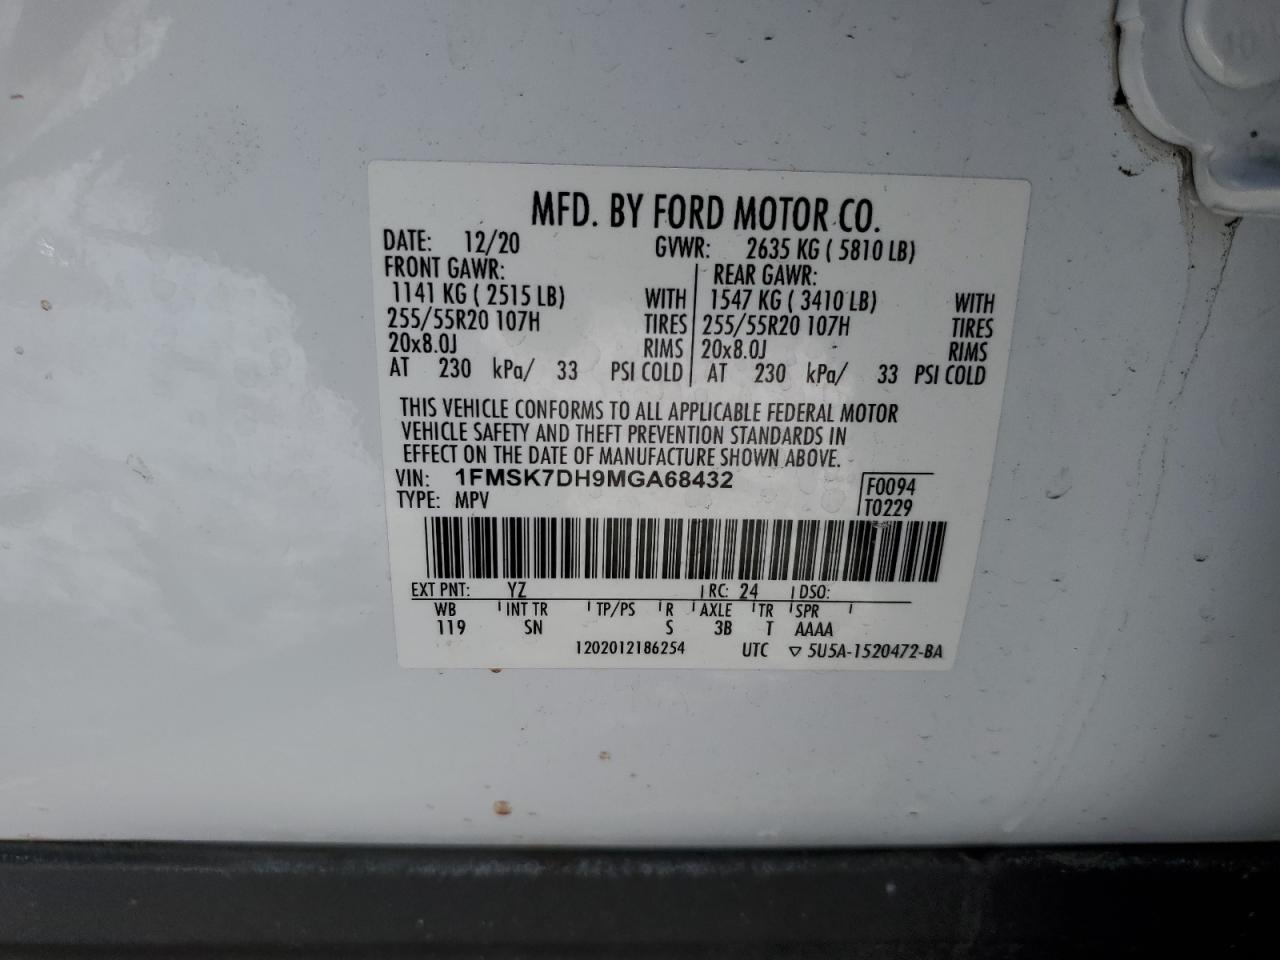 MFD. BY FORD MOTOR CO.
DATE: 12/20 GVWR: 2635 KG ( 5810 LB)
FRONT GAWR: REAR GAWR:
1141 KG ( 2515 LB) WITH 1547 KG ( 3410 LB) WITH
255/55R20 107H TIRES 255/55R20 107H TIRES
20x8.0J RIMS 20x8.0J RIMS
AT 230 kPa/ 33 PSI COLD AT 230 kPa/ 33 PSI COLD
THIS VEHICLE CONFORMS TO ALL APPLICABLE FEDERAL MOTOR
VEHICLE SAFETY AND THEFT PREVENTION STANDARDS IN
EFFECT ON THE DATE OF MANUFACTURE SHOWN ABOVE.
VIN: 1FMSK7DH9MGA68432 F0094
TYPE: MPV T0229
EXT PNT: YZ RC: 24 DSO:
WB INT TR TP/PS R AXLE TR SPR
119 SN S 3B T AAAA
1202012186254 UTC ▽ 5U5A-1520472-BA
10